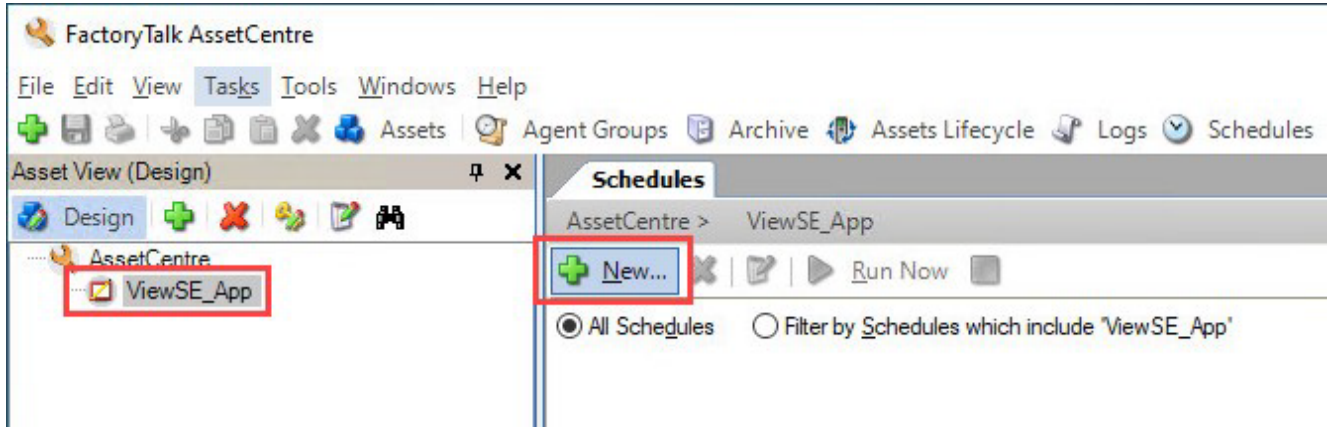 FactoryTalk AssetCentre
File Edit View Tasks Tools Windows Help
Assets Agent Groups Archive Assets Lifecycle Logs Schedules
Asset View (Design)
Schedules
Design
AssetCentre > ViewSE_App
AssetCentre
New... Run Now
ViewSE_App
All Schedules Filter by Schedules which include 'ViewSE_App'